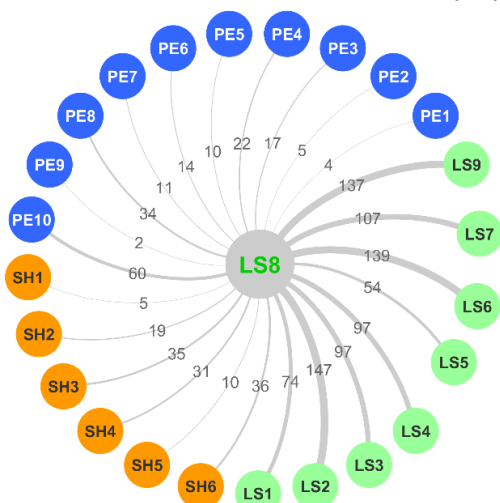 PE5
PE4
PE6
PE3
PE7
PE2
PE8
PE1
PE9
LS9
PE10
LS7
SH1
LS8
LS6
SH2
LS5
SH3
SH4
LS4
SH5
LS3
SH6
LS1
LS2
10
22
17
14
5
11
4
34
137
2
107
60
139
5
54
19
97
35
97
31
147
10
36
74